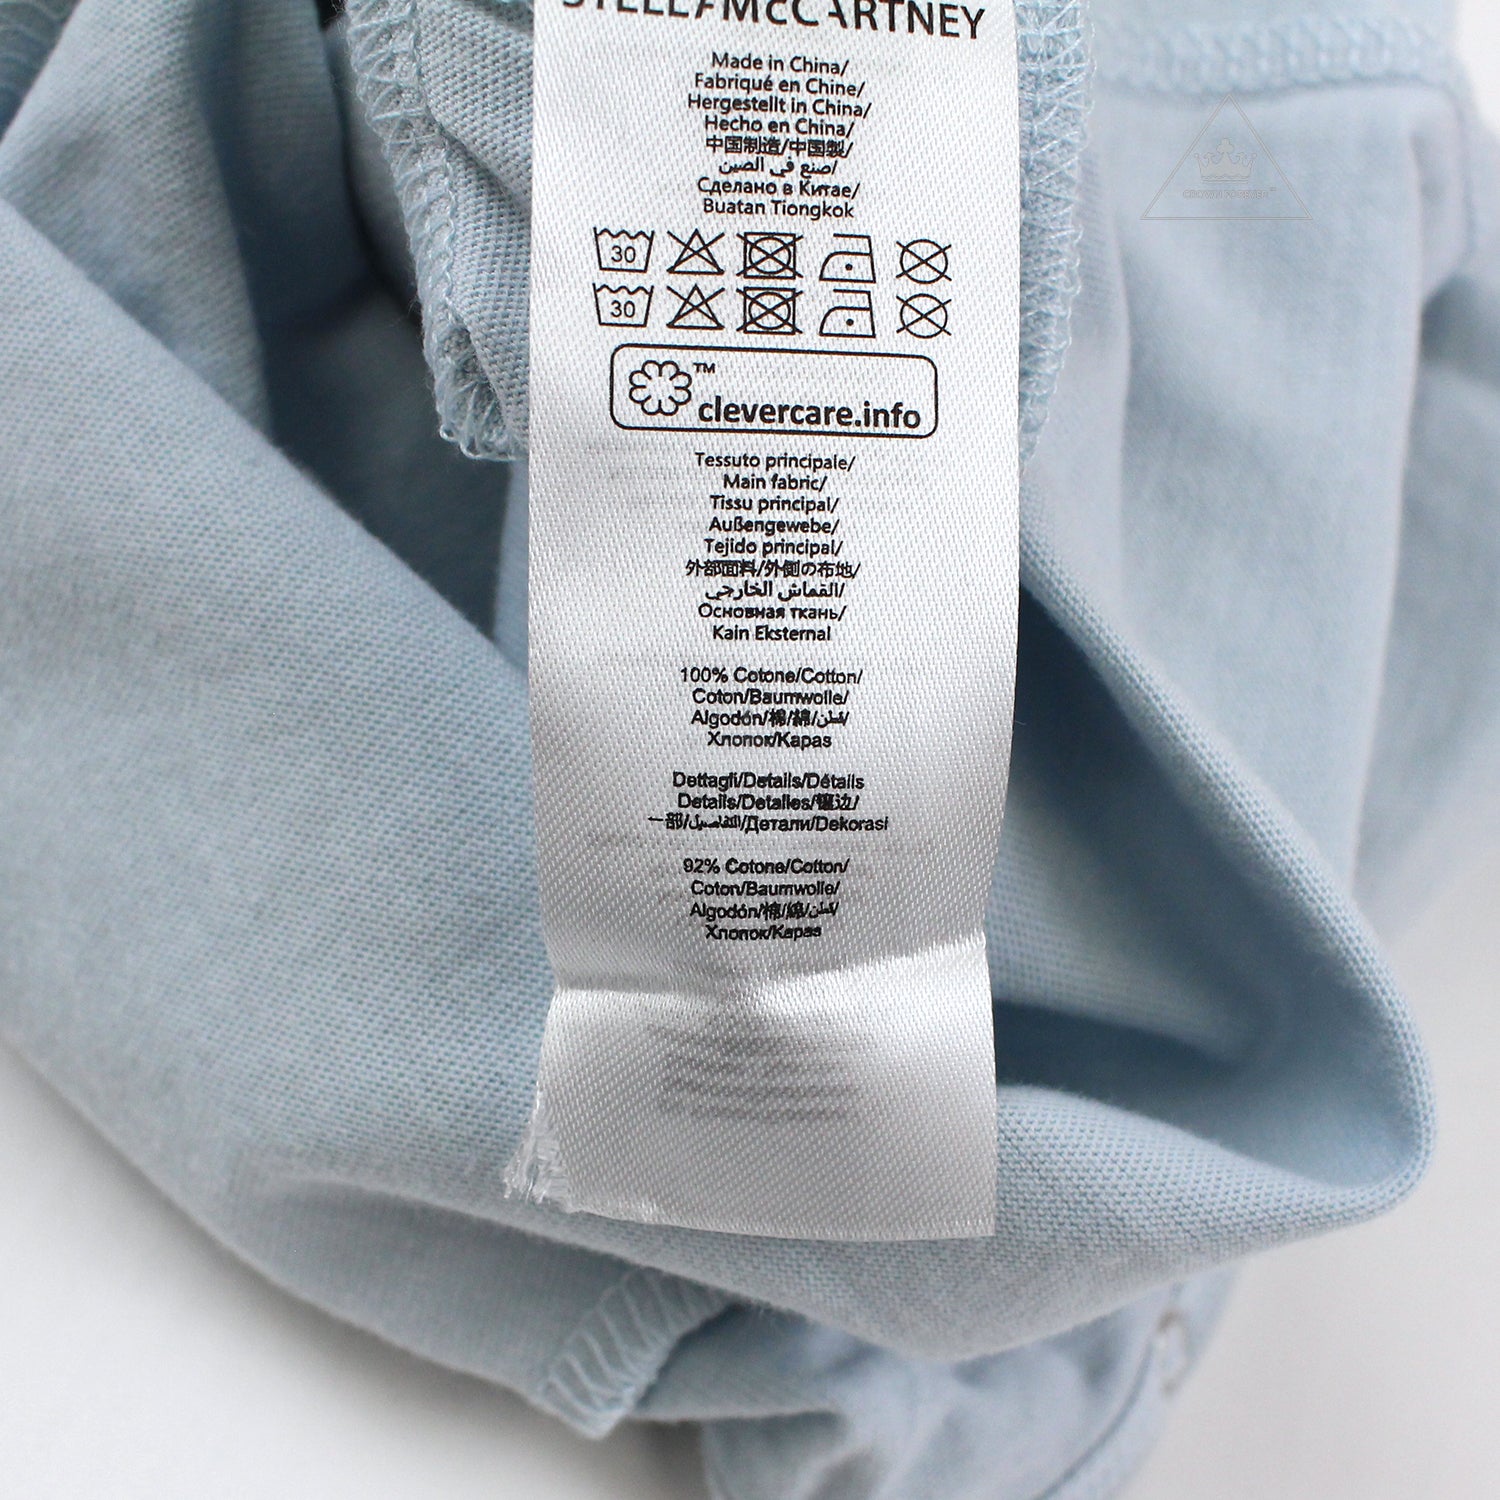 STELLA McCARTNEY
Made in China/
Fabriqué en Chine/
Hergestellt in China/
Hecho en China/
中国制造/中国製/
صنع في الصين/
Сделано в Китае/
Buatan Tiongkok
30
30
™
clevercare.info
Tessuto principale/
Main fabric/
Tissu principal/
Außengewebe/
Tejido principal/
外部面料/外側の布地/
القماش الخارجي/
Основная ткань/
Kain Eksternal
100% Cotone/Cotton/
Coton/Baumwolle/
Algodón/棉/綿/قطن/
Хлопок/Kapas
Dettagli/Details/Détails
Details/Detalles/镶边/
一部/التفاصيل/Детали/Dekorasi
92% Cotone/Cotton/
Coton/Baumwolle/
Algodón/棉/綿/قطن/
Хлопок/Kapas
CROWN FOREVER™